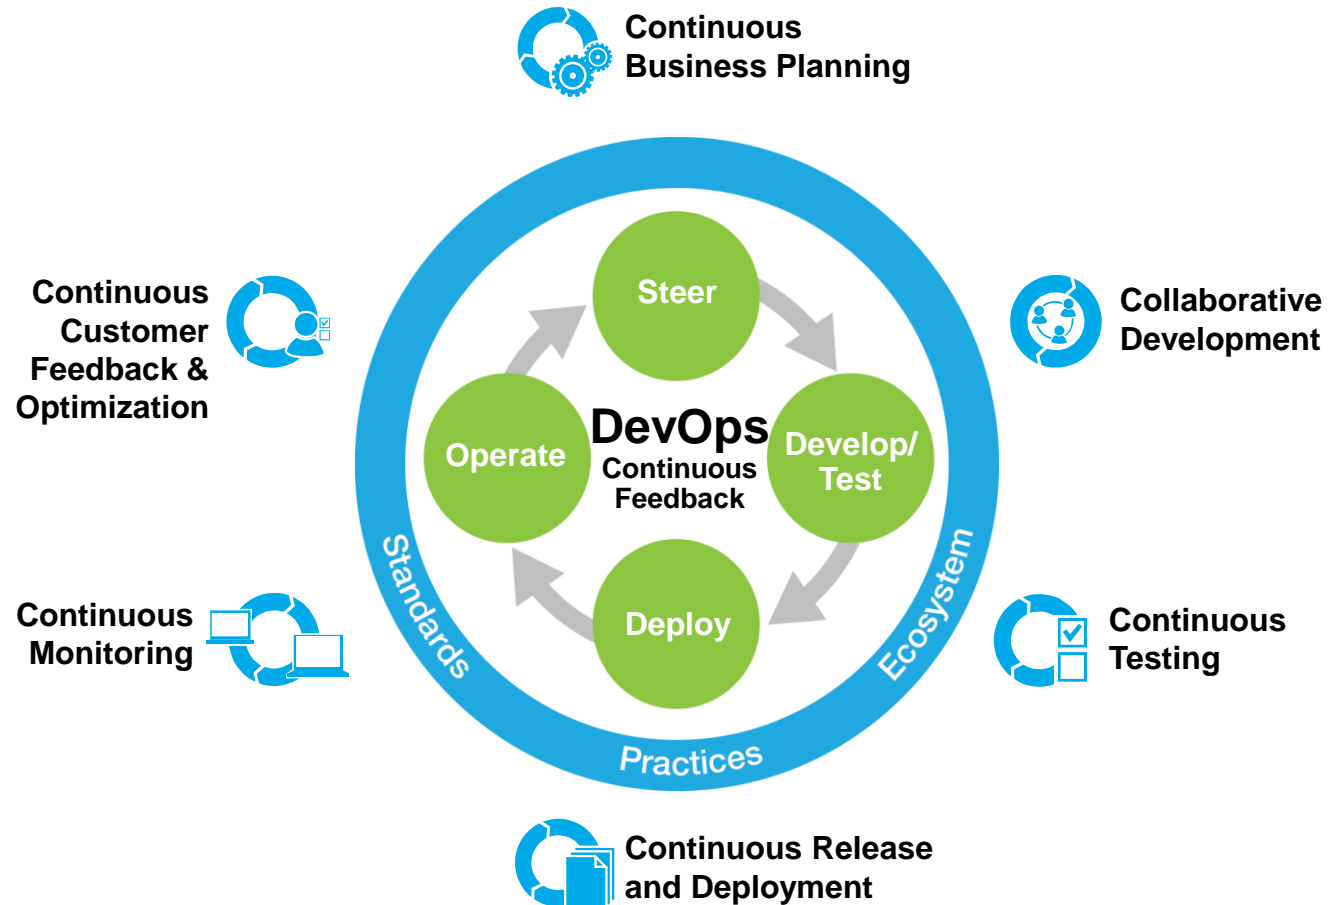 Continuous
Business Planning
Continuous
Customer
Feedback &
Optimization
Collaborative
Development
Steer
Operate
DevOps
Continuous
Feedback
Develop/
Test
Deploy
Standards
Practices
Ecosystem
Continuous
Monitoring
Continuous
Testing
Continuous Release
and Deployment